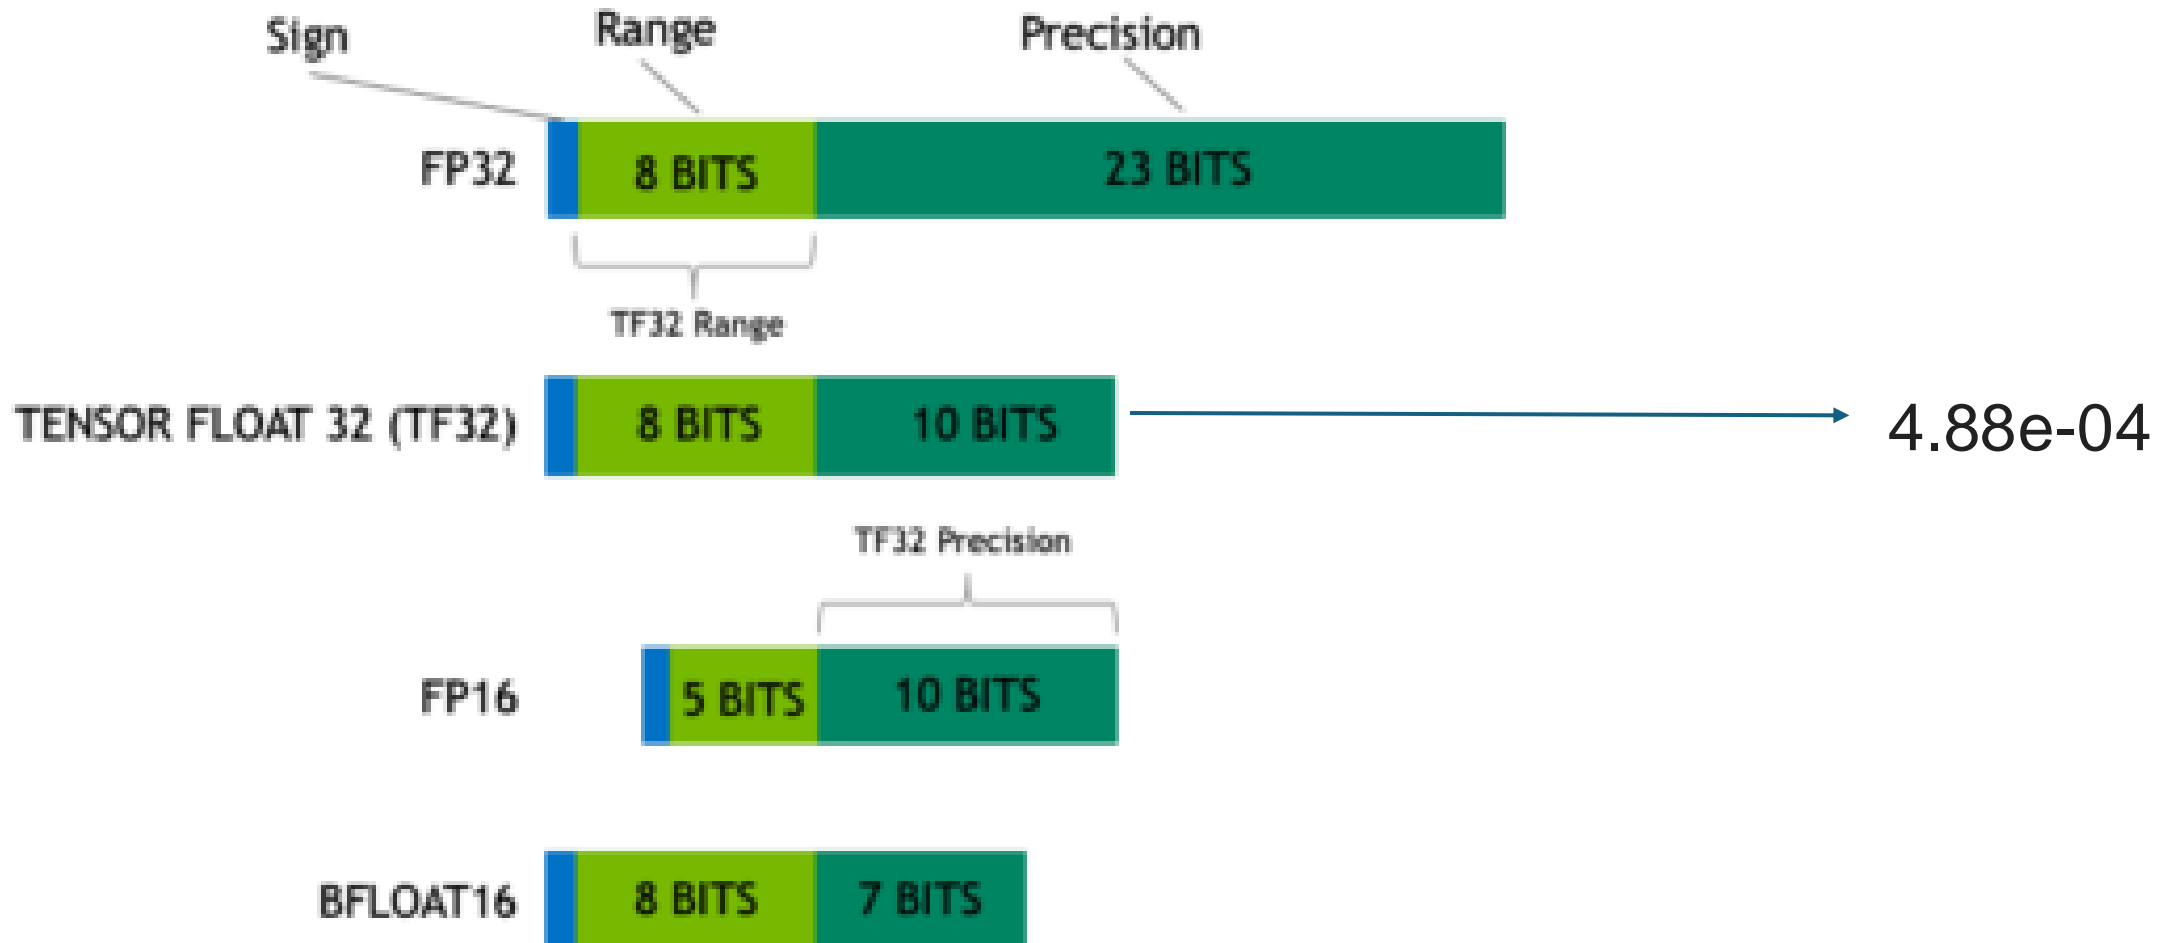 Sign
Range
Precision
FP32
8 BITS
23 BITS
TF32 Range
TENSOR FLOAT 32 (TF32)
8 BITS
10 BITS
4.88e-04
TF32 Precision
FP16
5 BITS
10 BITS
BFLOAT16
8 BITS
7 BITS